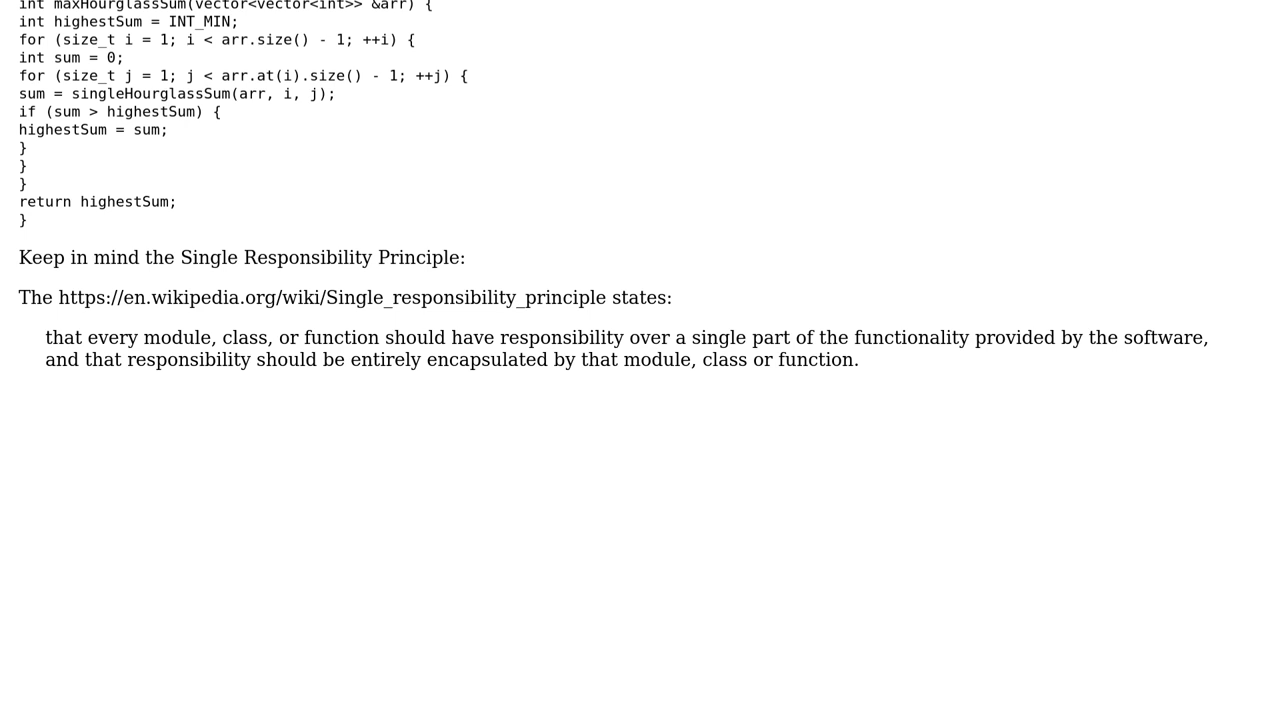 int maxHourglassSum(vector<vector<int>> &arr) {
int highestSum = INT_MIN;
for (size_t i = 1; i < arr.size() - 1; ++i) {
int sum = 0;
for (size_t j = 1; j < arr.at(i).size() - 1; ++j) {
sum = singleHourglassSum(arr, i, j);
if (sum > highestSum) {
highestSum = sum;
}
}
}
return highestSum;
}
Keep in mind the Single Responsibility Principle:
The https://en.wikipedia.org/wiki/Single_responsibility_principle states:
that every module, class, or function should have responsibility over a single part of the functionality provided by the software,
and that responsibility should be entirely encapsulated by that module, class or function.